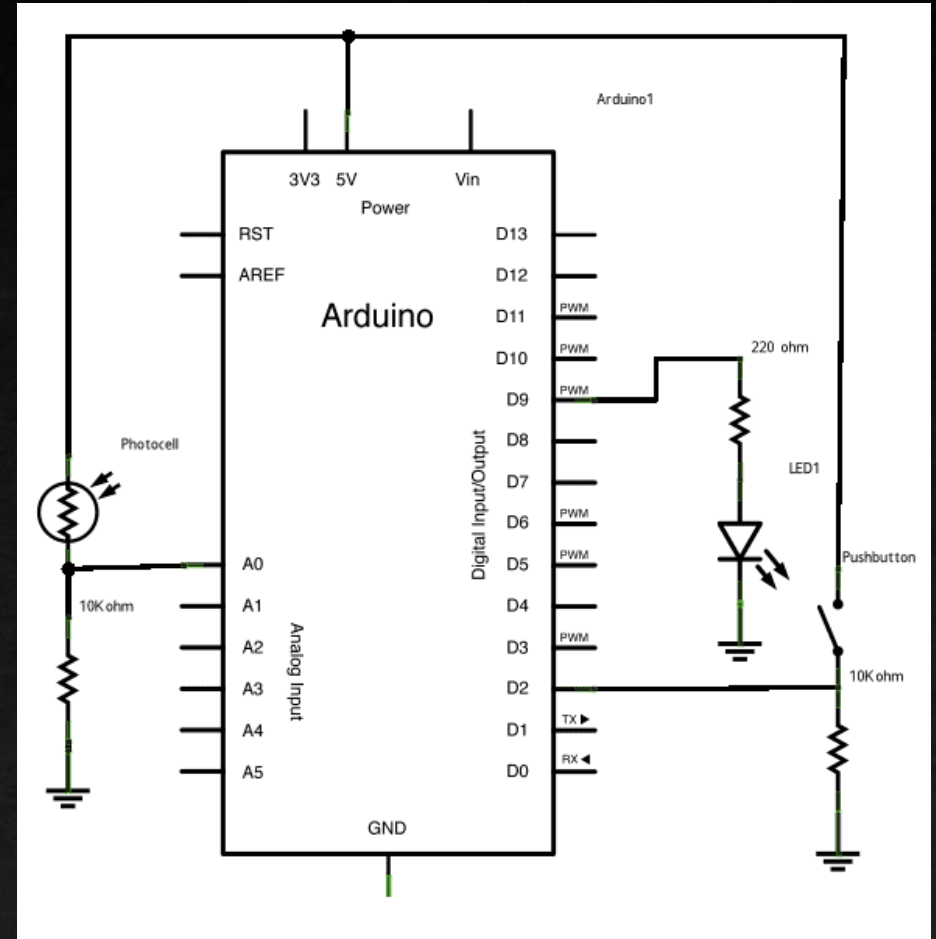 Arduino1
3V3 5V Vin
Power
RST D13
AREF D12
Arduino
D11 PWM
D10 PWM
220 ohm
D9 PWM
Photocell
D8
LED1
D7
Digital Input/Output
D6 PWM
Pushbutton
A0 D5 PWM
10K ohm
A1 D4
A2 D3 PWM
Analog Input
10K ohm
A3 D2
A4 D1 TX ▶
A5 D0 RX ◀
GND